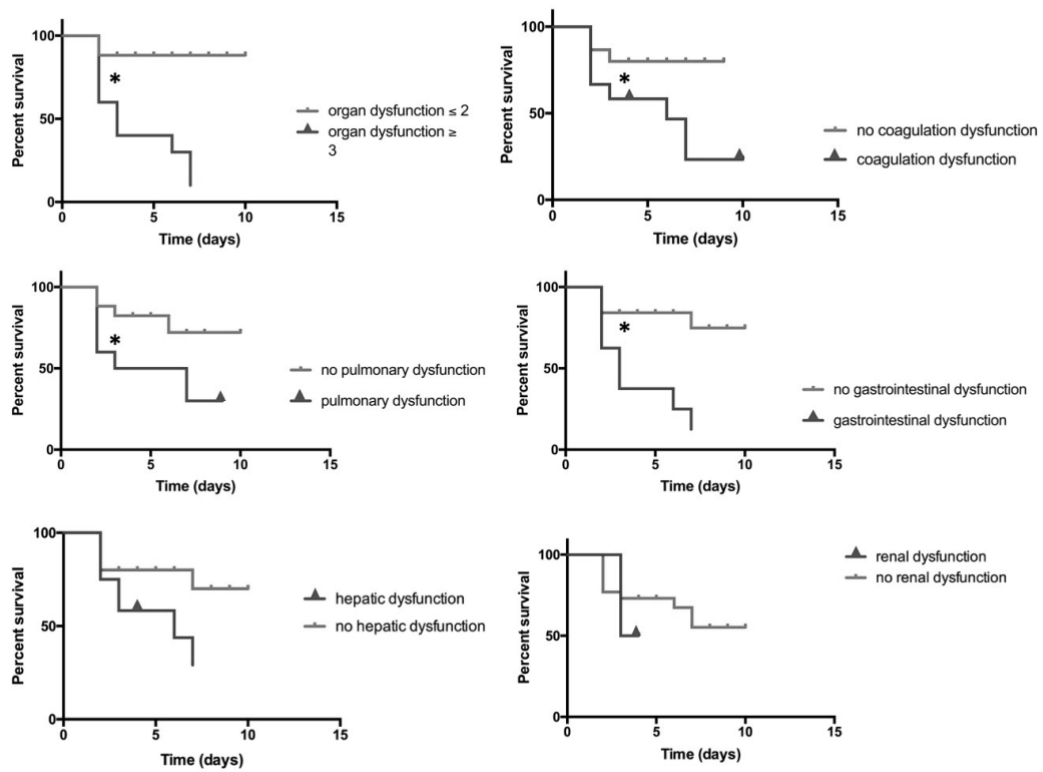 Percent survival
100
50
0
0 5 10 15
Time (days)
*
organ dysfunction ≤ 2
organ dysfunction ≥
3
Percent survival
100
50
0
0 5 10 15
Time (days)
*
no coagulation dysfunction
coagulation dysfunction
Percent survival
100
50
0
0 5 10 15
Time (days)
*
no pulmonary dysfunction
pulmonary dysfunction
Percent survival
100
50
0
0 5 10 15
Time (days)
*
no gastrointestinal dysfunction
gastrointestinal dysfunction
Percent survival
100
50
0
0 5 10 15
Time (days)
hepatic dysfunction
no hepatic dysfunction
Percent survival
100
50
0
0 5 10 15
Time (days)
renal dysfunction
no renal dysfunction